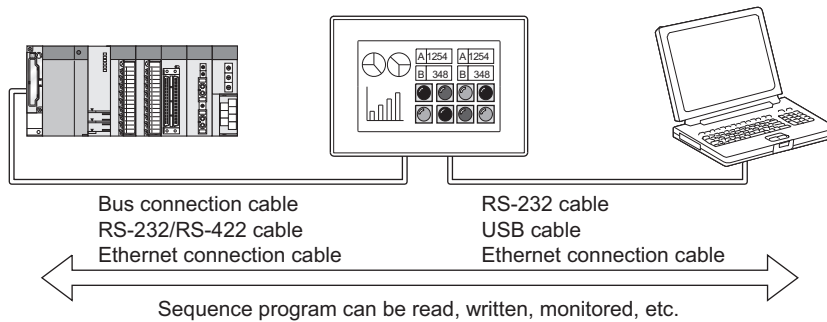 A 1254 A 1254
B 348 B 348
Bus connection cable
RS-232/RS-422 cable
Ethernet connection cable
RS-232 cable
USB cable
Ethernet connection cable
Sequence program can be read, written, monitored, etc.